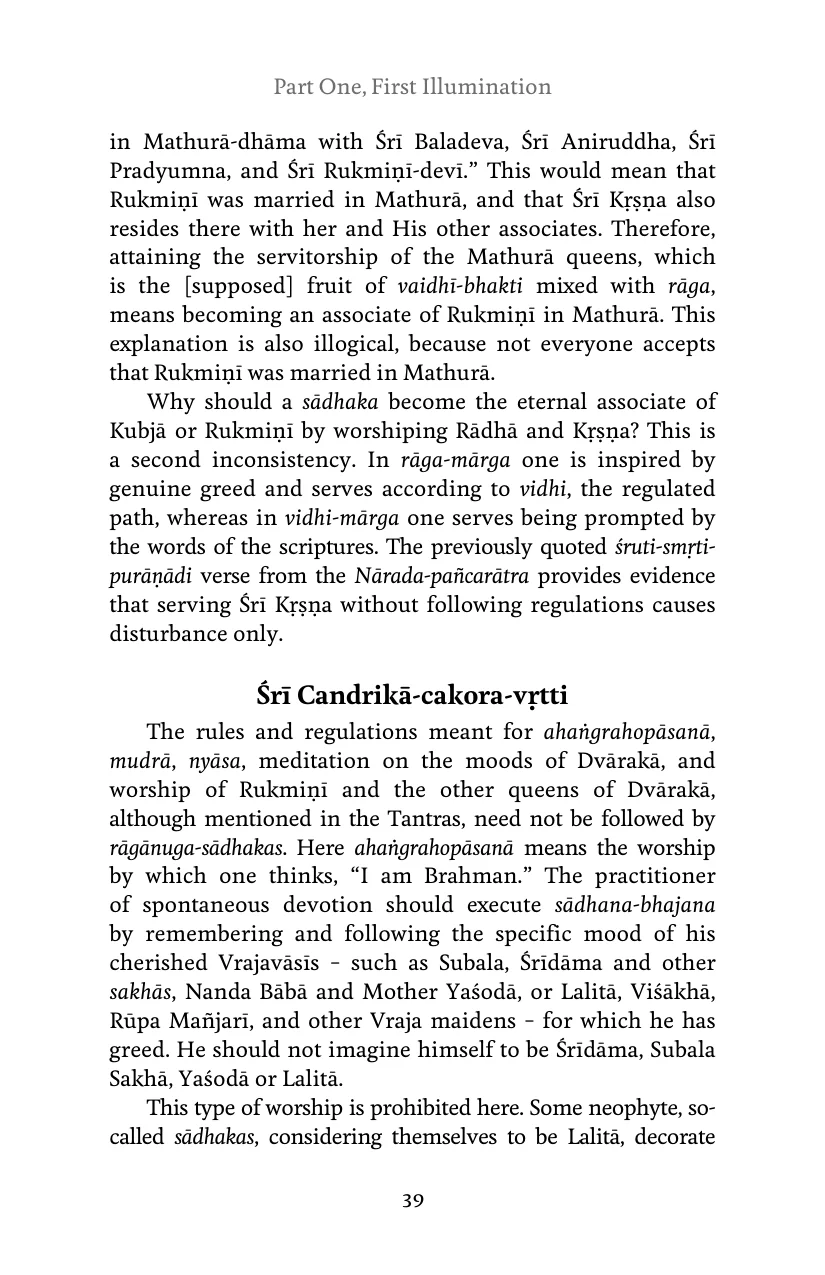 Part One, First Illumination
in Mathurā-dhāma with Śrī Baladeva, Śrī Aniruddha, Śrī
Pradyumna, and Śrī Rukmiṇī-devī.” This would mean that
Rukmiṇī was married in Mathurā, and that Śrī Kṛṣṇa also
resides there with her and His other associates. Therefore,
attaining the servitorship of the Mathurā queens, which
is the [supposed] fruit of vaidhī-bhakti mixed with rāga,
means becoming an associate of Rukmiṇī in Mathurā. This
explanation is also illogical, because not everyone accepts
that Rukmiṇī was married in Mathurā.
Why should a sādhaka become the eternal associate of
Kubjā or Rukmiṇī by worshiping Rādhā and Kṛṣṇa? This is
a second inconsistency. In rāga-mārga one is inspired by
genuine greed and serves according to vidhi, the regulated
path, whereas in vidhi-mārga one serves being prompted by
the words of the scriptures. The previously quoted śruti-smṛti-
purāṇādi verse from the Nārada-pañcarātra provides evidence
that serving Śrī Kṛṣṇa without following regulations causes
disturbance only.
Śrī Candrikā-cakora-vṛtti
The rules and regulations meant for ahaṅgrahopāsanā,
mudrā, nyāsa, meditation on the moods of Dvārakā, and
worship of Rukmiṇī and the other queens of Dvārakā,
although mentioned in the Tantras, need not be followed by
rāgānuga-sādhakas. Here ahaṅgrahopāsanā means the worship
by which one thinks, “I am Brahman.” The practitioner
of spontaneous devotion should execute sādhana-bhajana
by remembering and following the specific mood of his
cherished Vrajavāsīs – such as Subala, Śrīdāma and other
sakhās, Nanda Bābā and Mother Yaśodā, or Lalitā, Viśākhā,
Rūpa Mañjarī, and other Vraja maidens – for which he has
greed. He should not imagine himself to be Śrīdāma, Subala
Sakhā, Yaśodā or Lalitā.
This type of worship is prohibited here. Some neophyte, so-
called sādhakas, considering themselves to be Lalitā, decorate
39